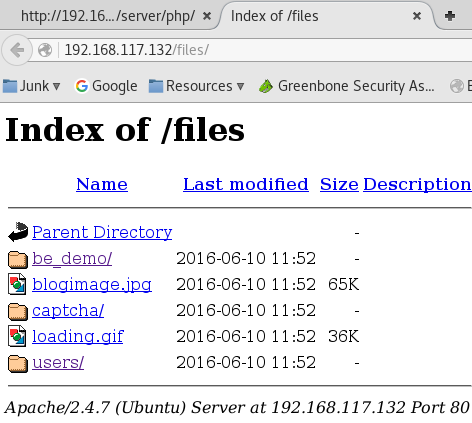 http://192.16... /server/php/ × Index of /files ×
192.168.117.132/files/
Junk Google Resources Greenbone Security As...
Index of /files
Name Last modified Size Description
Parent Directory -
be_demo/ 2016-06-10 11:52 -
blogimage.jpg 2016-06-10 11:52 65K
captcha/ 2016-06-10 11:52 -
loading.gif 2016-06-10 11:52 36K
users/ 2016-06-10 11:52 -
Apache/2.4.7 (Ubuntu) Server at 192.168.117.132 Port 80